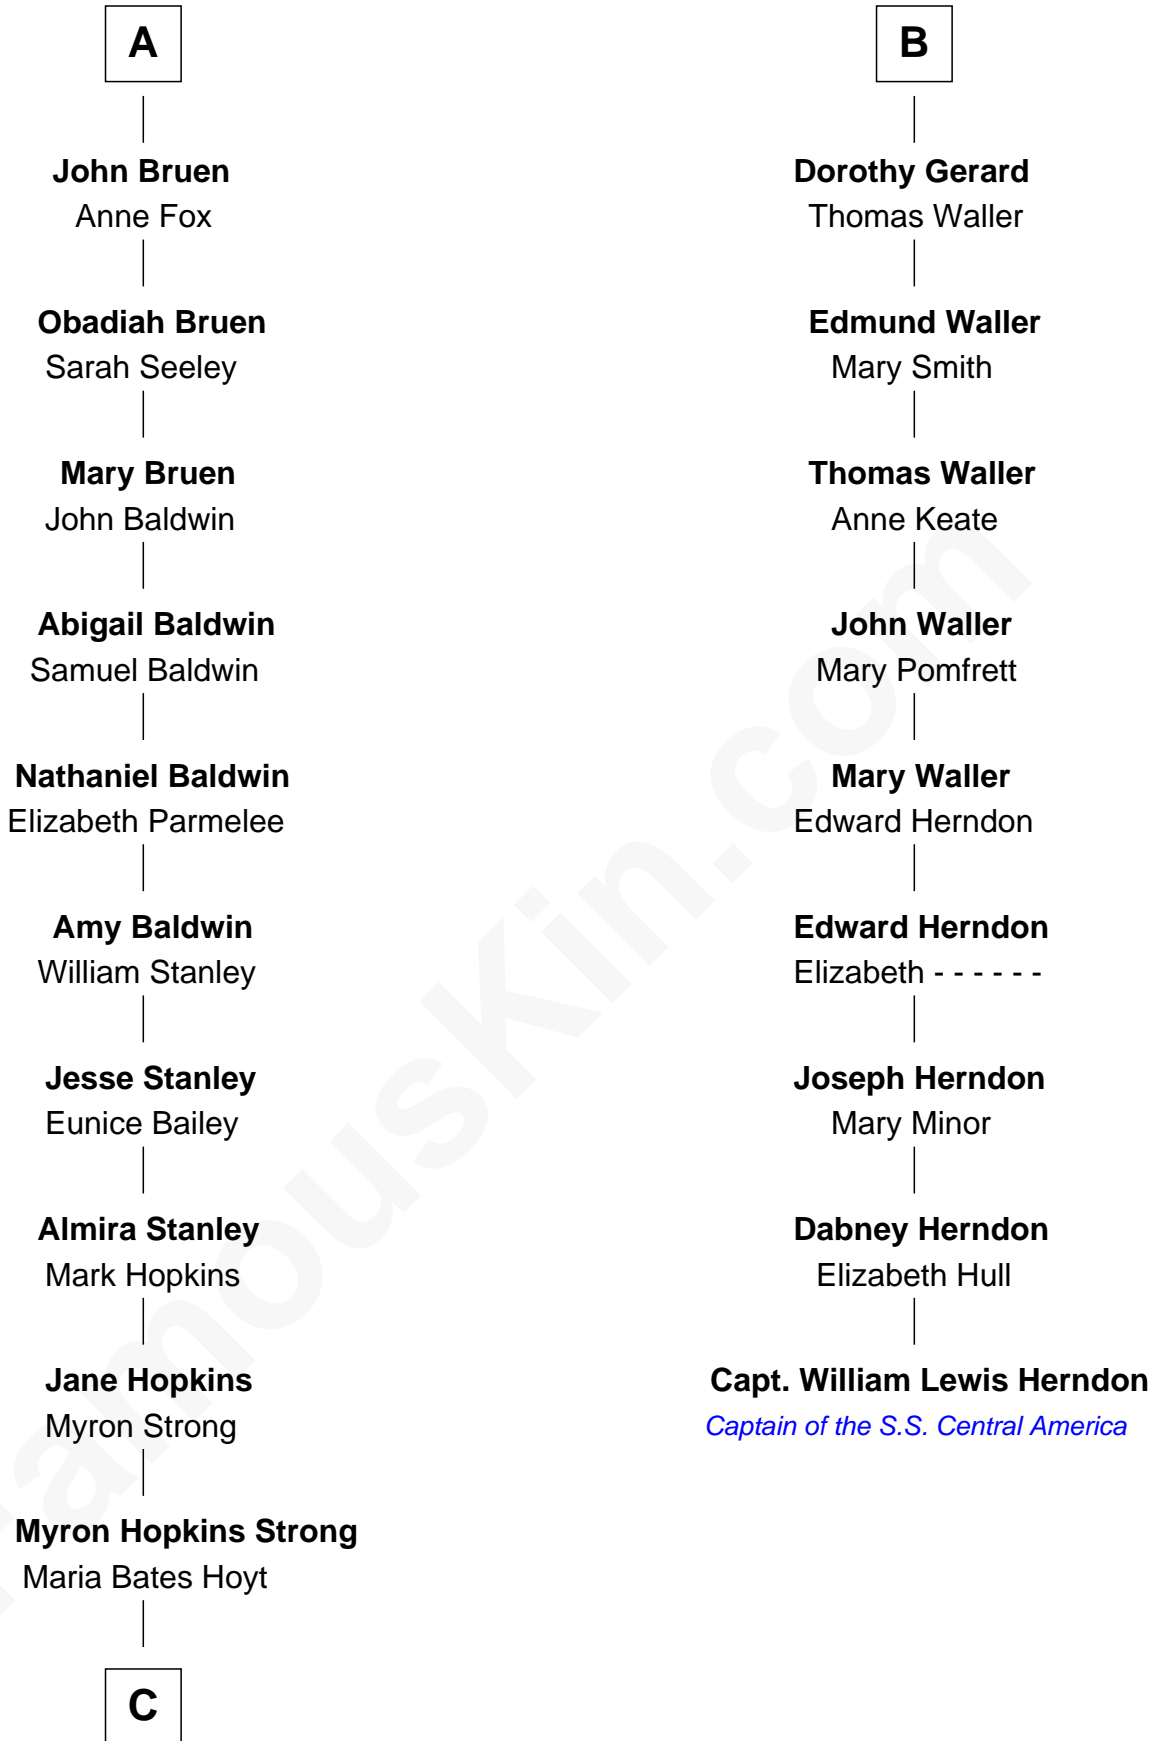 A
John Bruen
Anne Fox
Obadiah Bruen
Sarah Seeley
Mary Bruen
John Baldwin
Abigail Baldwin
Samuel Baldwin
Nathaniel Baldwin
Elizabeth Parmelee
Amy Baldwin
William Stanley
Jesse Stanley
Eunice Bailey
Almira Stanley
Mark Hopkins
Jane Hopkins
Myron Strong
Myron Hopkins Strong
Maria Bates Hoyt
C
B
Dorothy Gerard
Thomas Waller
Edmund Waller
Mary Smith
Thomas Waller
Anne Keate
John Waller
Mary Pomfrett
Mary Waller
Edward Herndon
Edward Herndon
Elizabeth - - - - - -
Joseph Herndon
Mary Minor
Dabney Herndon
Elizabeth Hull
Capt. William Lewis Herndon
Captain of the S.S. Central America
FamousKin.com